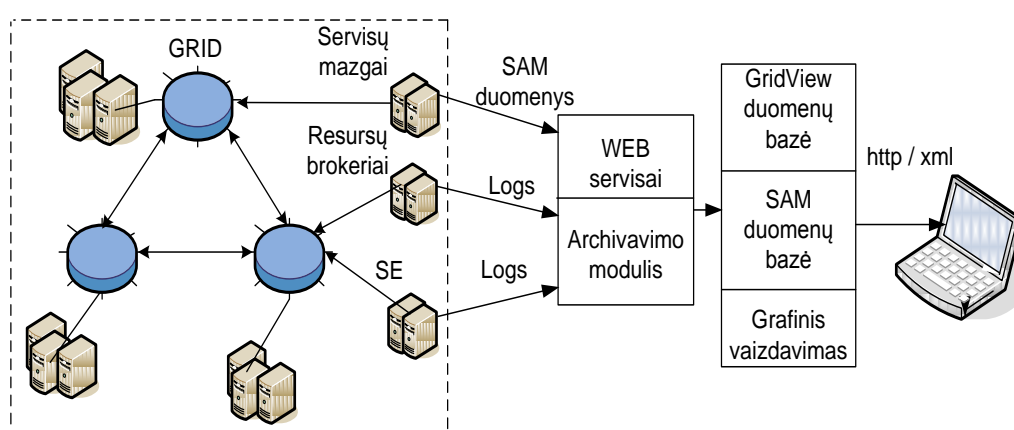 GRID
Servisų
mazgai
Resursų
brokeriai
SE
SAM
duomenys
Logs
Logs
WEB
servisai
Archivavimo
modulis
GridView
duomenų
bazė
SAM
duomenų
bazė
Grafinis
vaizdavimas
http / xml